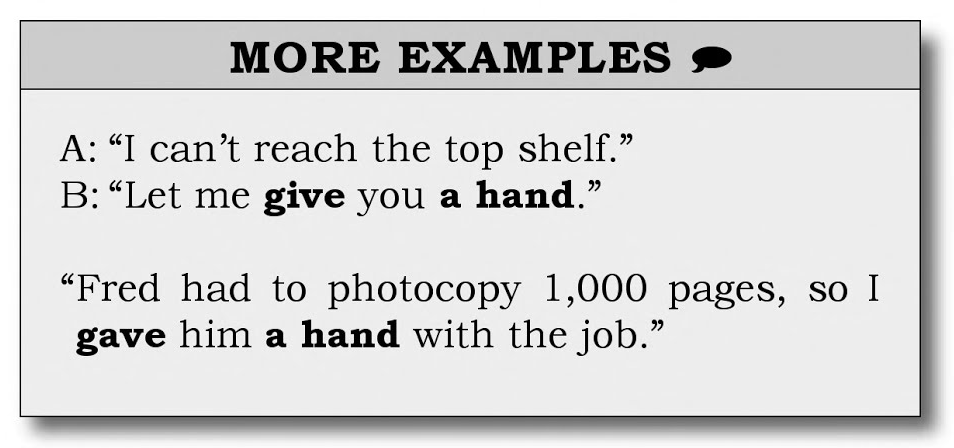 MORE EXAMPLES
A: “I can’t reach the top shelf.”
B: “Let me give you a hand.”
“Fred had to photocopy 1,000 pages, so I
gave him a hand with the job.”